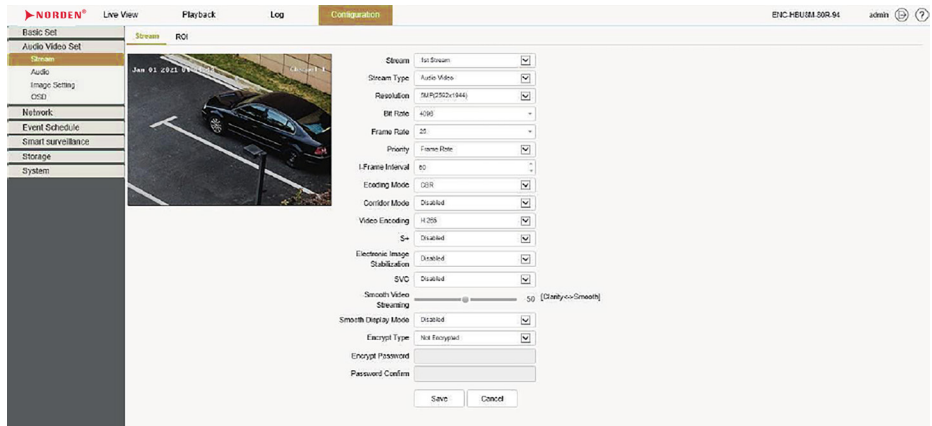 NORDEN® Live View Playback Log Configuration ENC-HBU8M-80R-94 admin
Basic Set
Audio Video Set
Stream
Audio
Image Setting
OSD
Network
Event Schedule
Smart surveillance
Storage
System
Stream ROI
Jan 01 2021
Channel 1
Stream 1st Stream
Stream Type Audio Video
Resolution 5MP(2592x1944)
Bit Rate 4096
Frame Rate 25
Priority Frame Rate
I-Frame Interval 60
Ecoding Mode CBR
Corridor Mode Disabled
Video Encoding H.265
S+ Disabled
Electronic Image
Stabilization Disabled
SVC Disabled
Smooth Video
Streaming 50 [Clarity<->Smooth]
Smooth Display Mode Disabled
Encrypt Type Not Encrypted
Encrypt Password
Password Confirm
Save Cancel